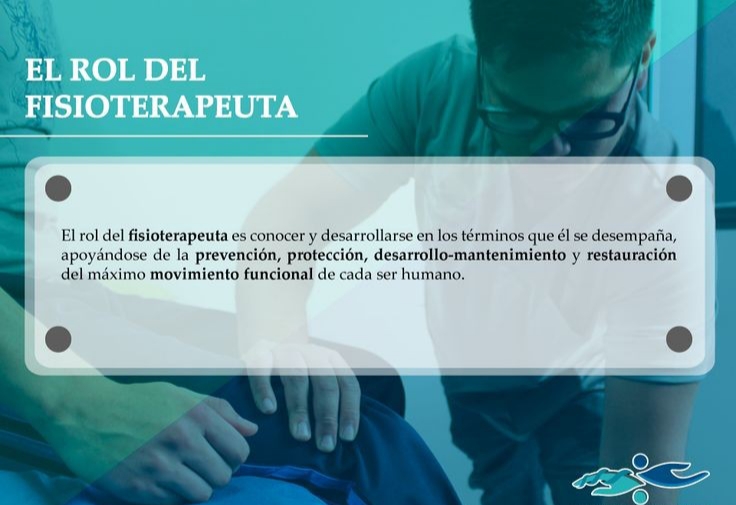 EL ROL DEL
FISIOTERAPEUTA
El rol del fisioterapeuta es conocer y desarrollarse en los términos que él se desempaña,
apoyándose de la prevención, protección, desarrollo-mantenimiento y restauración
del máximo movimiento funcional de cada ser humano.